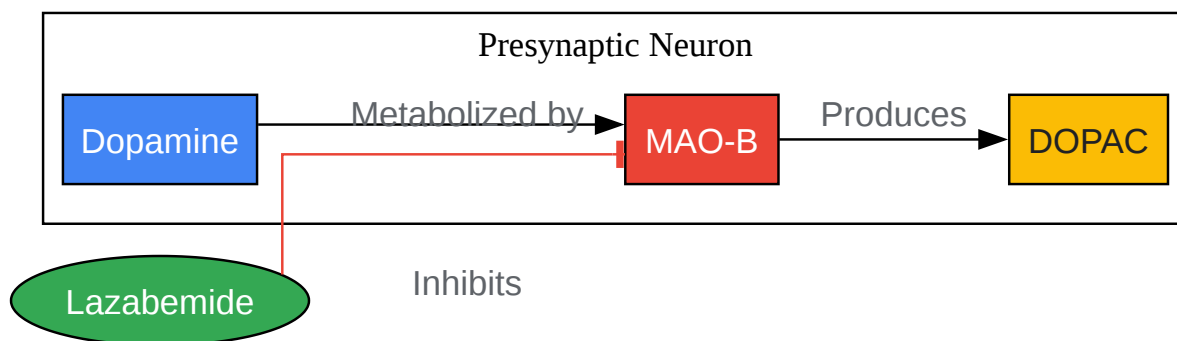 Presynaptic Neuron
Metabolized by
Produces
Dopamine
MAO-B
DOPAC
Inhibits
Lazabemide